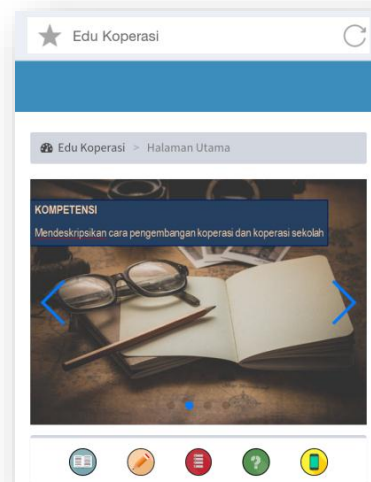 Edu Koperasi
Edu Koperasi > Halaman Utama
KOMPETENSI
Mendeskripsikan cara pengembangan koperasi dan koperasi sekolah
?